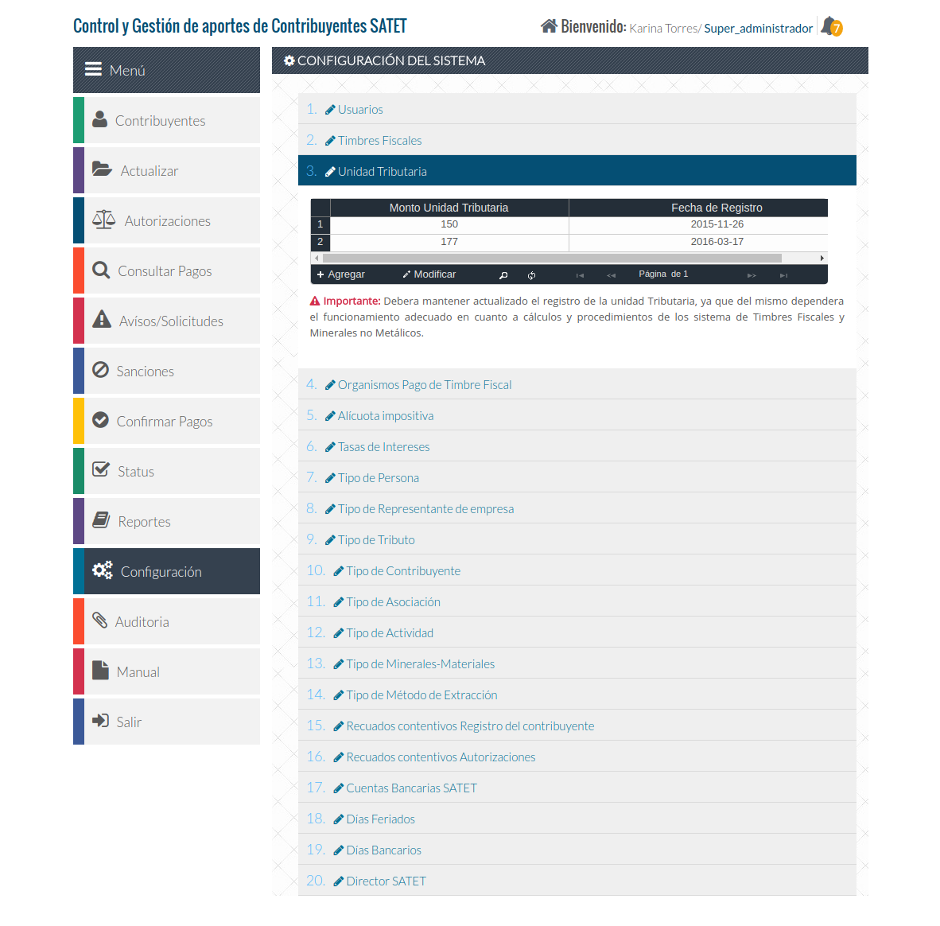 Control y Gestión de aportes de Contribuyentes SATET
Bienvenido: Karina Torres/ Super_administrador 7
Menú
Contribuyentes
Actualizar
Autorizaciones
Consultar Pagos
Avisos/Solicitudes
Sanciones
Confirmar Pagos
Status
Reportes
Configuración
Auditoria
Manual
Salir
CONFIGURACIÓN DEL SISTEMA
1. Usuarios
2. Timbres Fiscales
3. Unidad Tributaria
Monto Unidad Tributaria Fecha de Registro
1 150 2015-11-26
2 177 2016-03-17
Agregar Modificar Página de 1
Importante: Debera mantener actualizado el registro de la unidad Tributaria, ya que del mismo dependera
el funcionamiento adecuado en cuanto a cálculos y procedimientos de los sistema de Timbres Fiscales y
Minerales no Metálicos.
4. Organismos Pago de Timbre Fiscal
5. Alícuota impositiva
6. Tasas de Intereses
7. Tipo de Persona
8. Tipo de Representante de empresa
9. Tipo de Tributo
10. Tipo de Contribuyente
11. Tipo de Asociación
12. Tipo de Actividad
13. Tipo de Minerales-Materiales
14. Tipo de Método de Extracción
15. Recuados contentivos Registro del contribuyente
16. Recuados contentivos Autorizaciones
17. Cuentas Bancarias SATET
18. Días Feriados
19. Días Bancarios
20. Director SATET